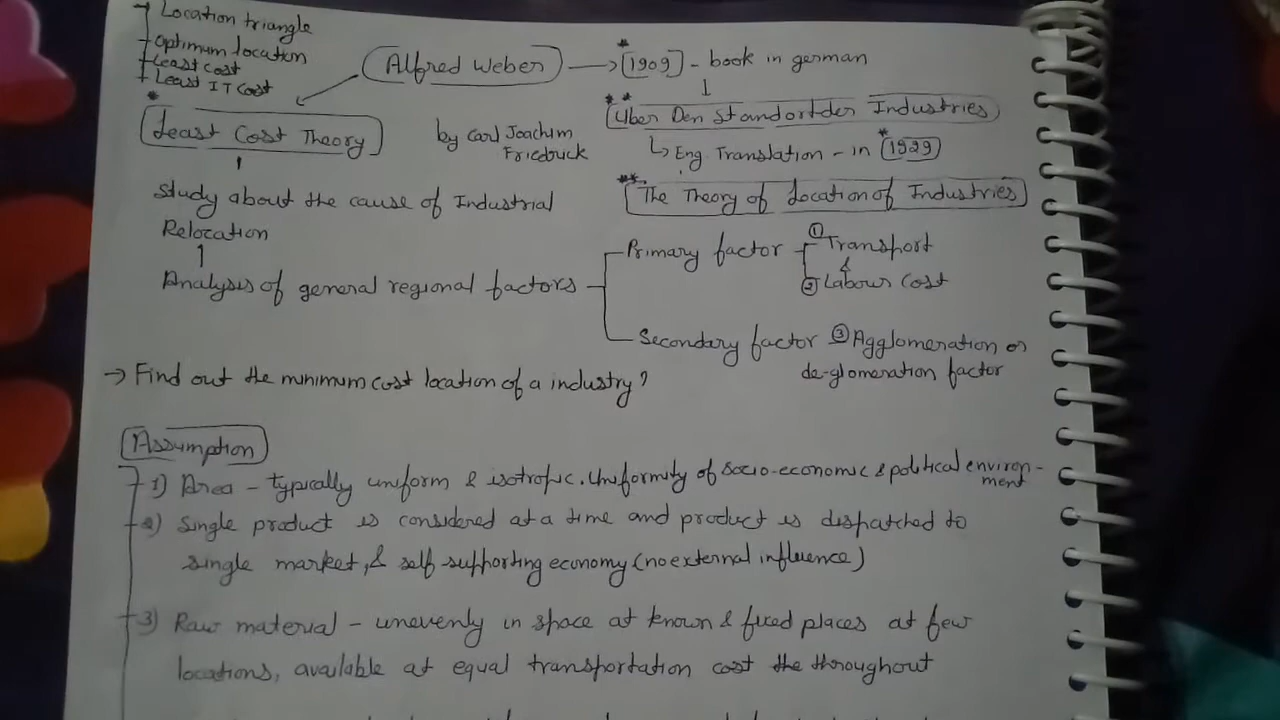 Location triangle
optimum location
Least cost
Least IT Cost
Alfred Weber
* [1909] - book in german
* * Uber Den Standortder Industries
Eng. Translation - in * (1929)
** The Theory of Location of Industries
by Carl Joachim
Friedrick
* Least Cost Theory
Study about the cause of Industrial
Relocation
Analysis of general regional factors
Primary factor
① Transport
&
② Labour cost
Secondary factor ③ Agglomeration or
de-glomeration factor
→ Find out the minimum cost location of a industry?
Assumption
1) Area - typically uniform & isotrofic. Uniformity of socio-economic & political environ-
ment
2) Single product is considered at a time and product is dispatched to
single market, & self supporting economy (no external influence)
3) Raw material - unevenly in space at known & fixed places at few
locations, available at equal transportation cost the throughout